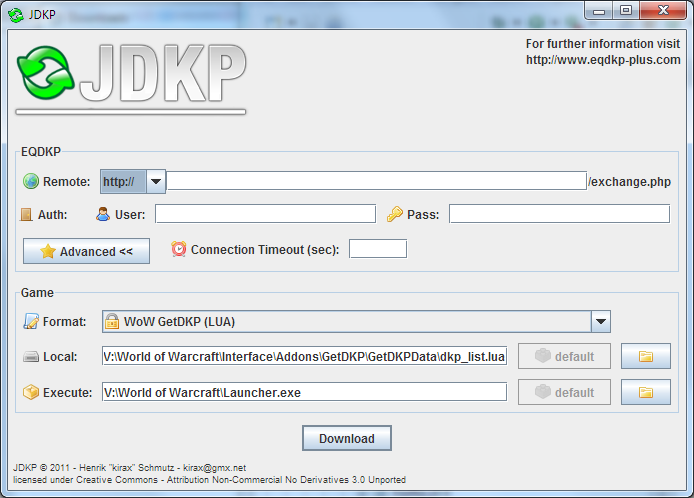 JDKP
JDKP
For further information visit
http://www.eqdkp-plus.com
EQDKP
Remote: http:// /exchange.php
Auth: User: Pass:
Advanced << Connection Timeout (sec):
Game
Format: WoW GetDKP (LUA)
Local: V:\World of Warcraft\Interface\Addons\GetDKP\GetDKPData\dkp_list.lua default
Execute: V:\World of Warcraft\Launcher.exe default
Download
JDKP © 2011 - Henrik "kirax" Schmutz - kirax@gmx.net
licensed under Creative Commons - Attribution Non-Commercial No Derivatives 3.0 Unported